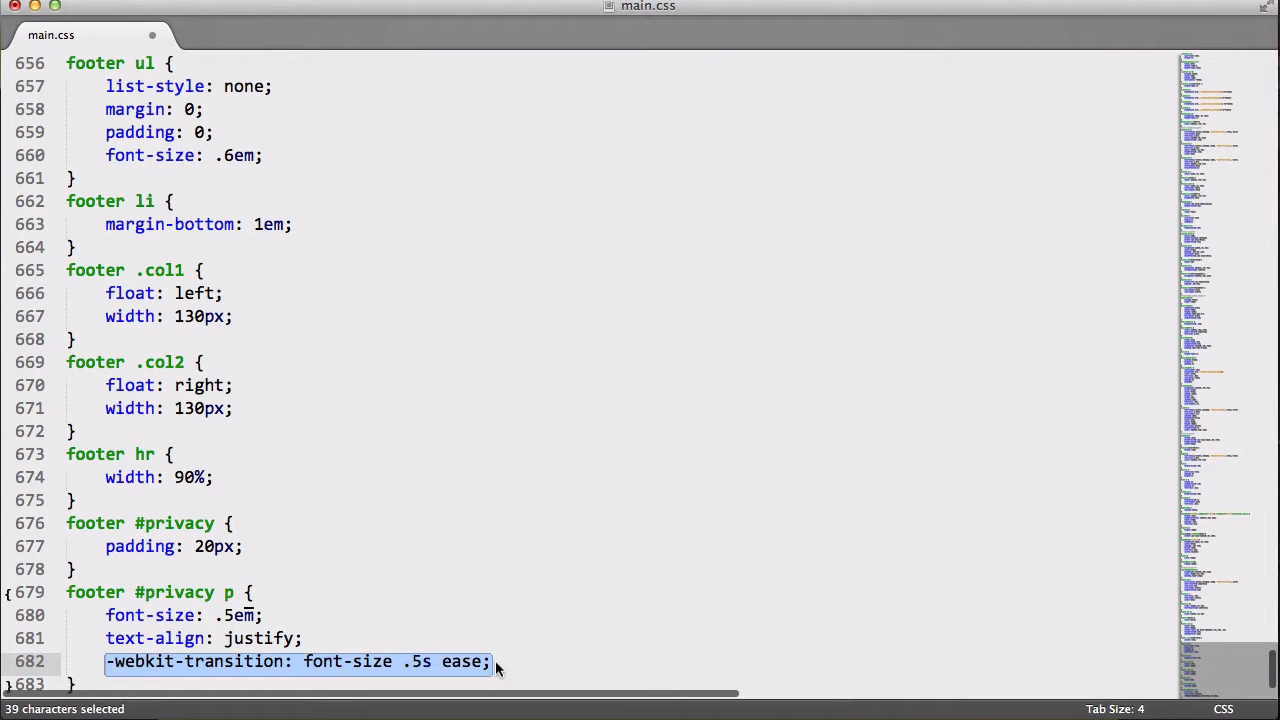 main.css
main.css
656 footer ul {
657 list-style: none;
658 margin: 0;
659 padding: 0;
660 font-size: .6em;
661 }
662 footer li {
663 margin-bottom: 1em;
664 }
665 footer .col1 {
666 float: left;
667 width: 130px;
668 }
669 footer .col2 {
670 float: right;
671 width: 130px;
672 }
673 footer hr {
674 width: 90%;
675 }
676 footer #privacy {
677 padding: 20px;
678 }
679 footer #privacy p {
680 font-size: .5em;
681 text-align: justify;
682 -webkit-transition: font-size .5s ease;
683 }
39 characters selected Tab Size: 4 CSS